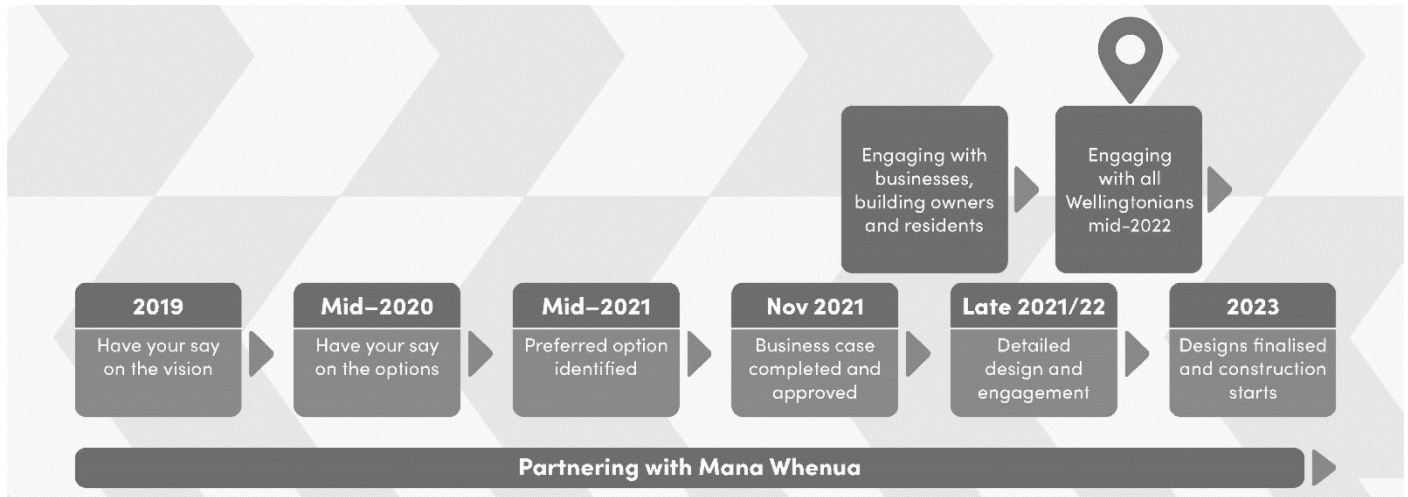 Engaging with
businesses,
building owners
and residents
Engaging
with all
Wellingtonians
mid-2022
2019
Have your say
on the vision
Mid–2020
Have your say
on the options
Mid–2021
Preferred option
identified
Nov 2021
Business case
completed and
approved
Late 2021/22
Detailed
design and
engagement
2023
Designs finalised
and construction
starts
Partnering with Mana Whenua